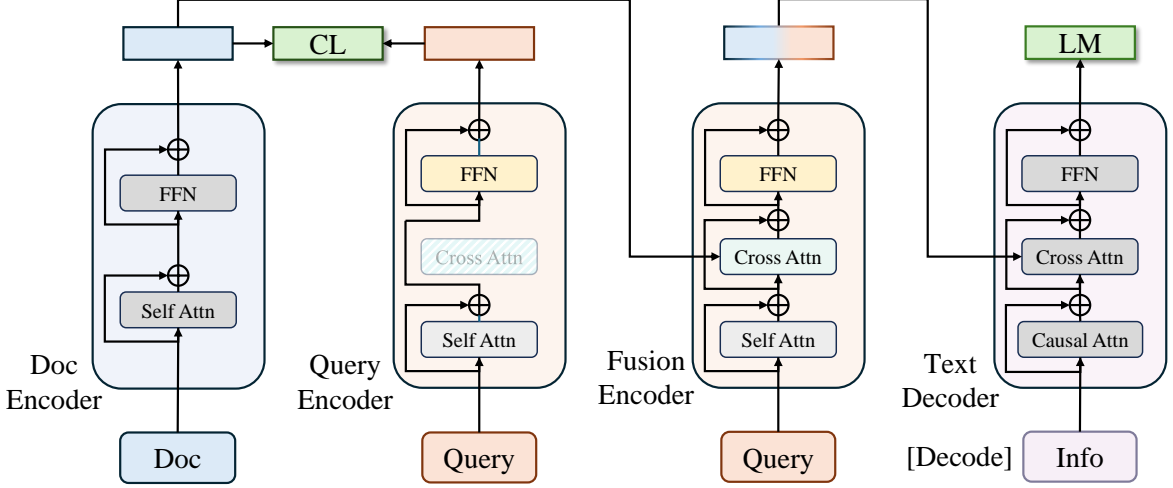 CL
LM
FFN
Self Attn
Doc
Encoder
Doc
FFN
Cross Attn
Self Attn
Query
Encoder
Query
FFN
Cross Attn
Self Attn
Fusion
Encoder
Query
FFN
Cross Attn
Causal Attn
Text
Decoder
[Decode]
Info